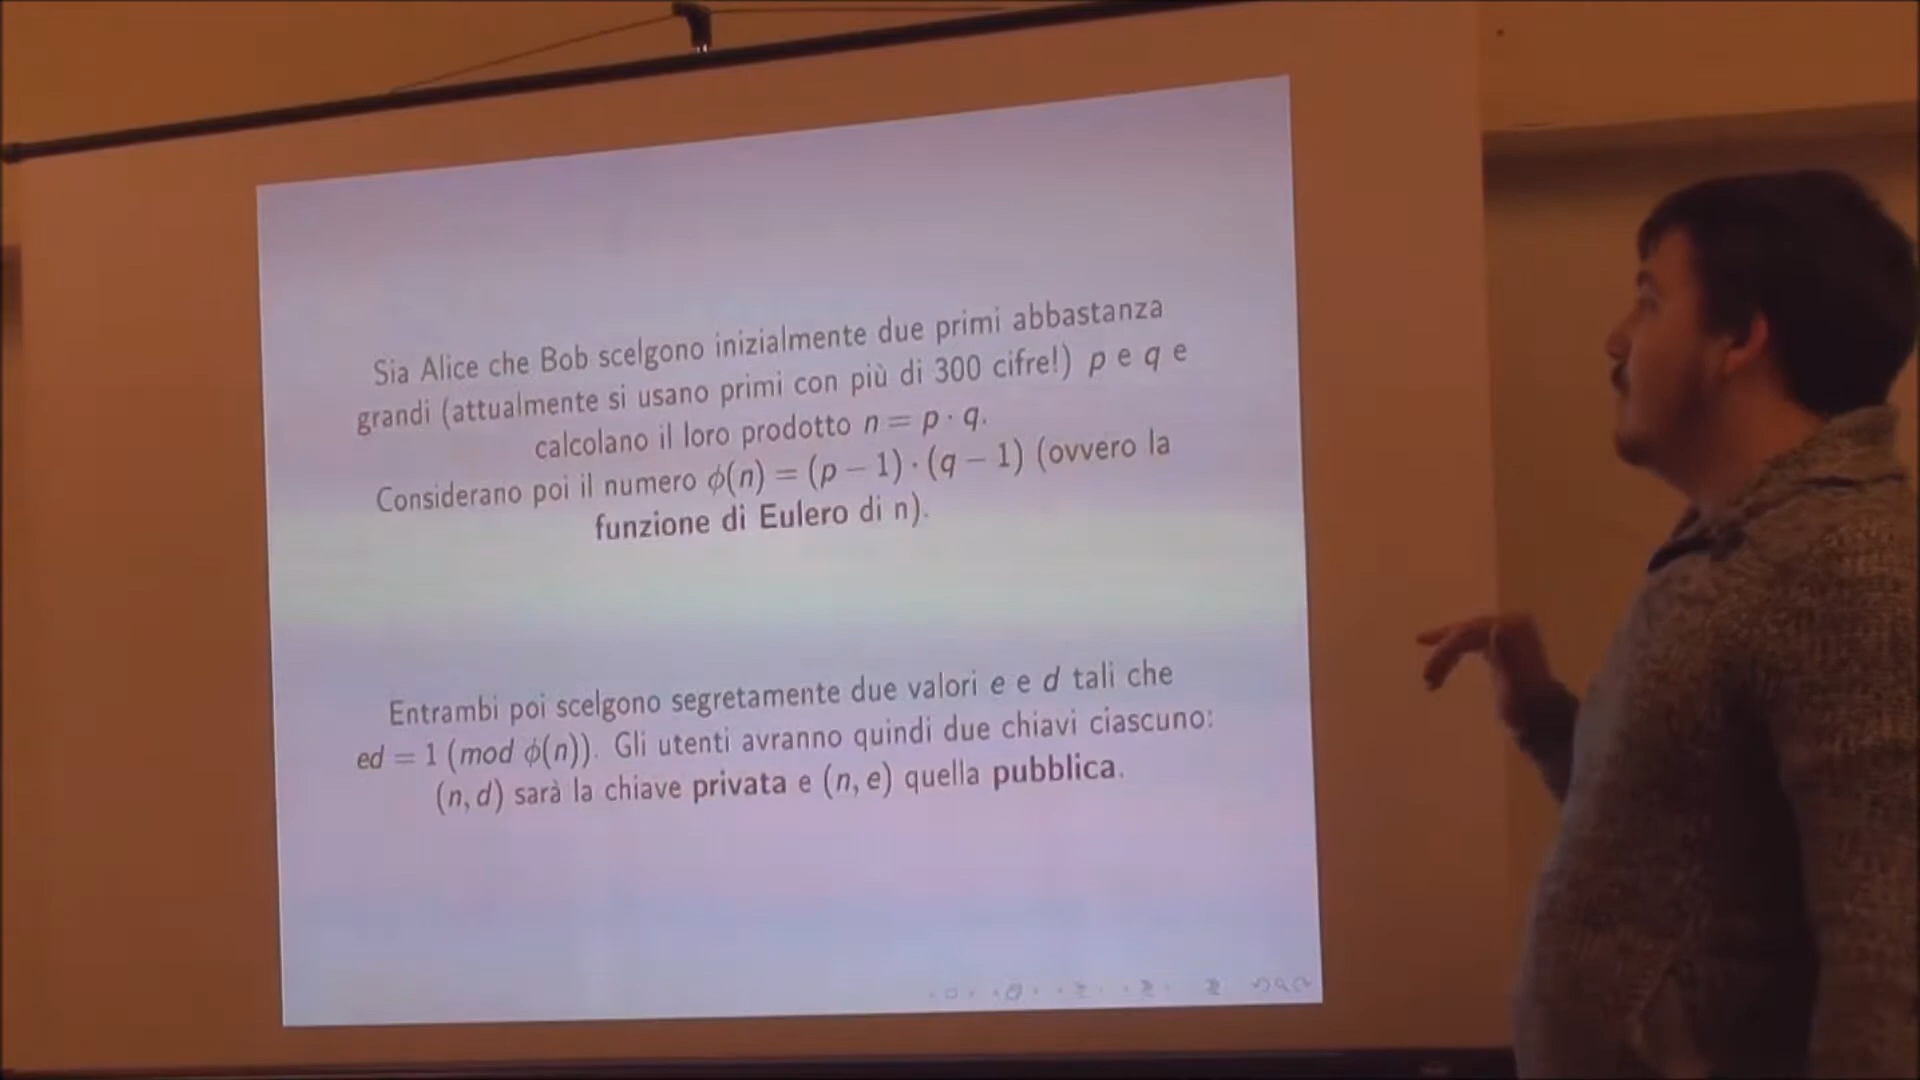 Sia Alice che Bob scelgono inizialmente due primi abbastanza
grandi (attualmente si usano primi con più di 300 cifre!) p e q e
calcolano il loro prodotto n = p · q.
Considerano poi il numero ϕ(n) = (p − 1) · (q − 1) (ovvero la
funzione di Eulero di n).
Entrambi poi scelgono segretamente due valori e e d tali che
ed = 1 (mod ϕ(n)). Gli utenti avranno quindi due chiavi ciascuno:
(n, d) sarà la chiave privata e (n, e) quella pubblica.